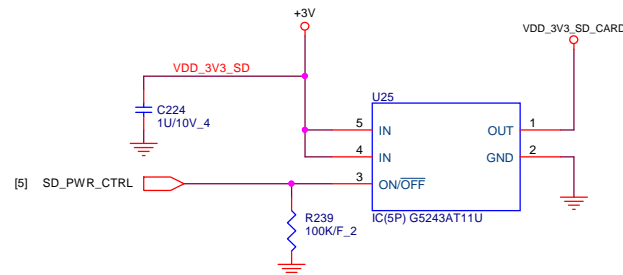 +3V
VDD_3V3_SD_CARD
VDD_3V3_SD
C224
1U/10V_4
U25
5 IN
4 IN
3 ON/OFF
OUT 1
GND 2
IC(5P) G5243AT11U
[5] SD_PWR_CTRL
R239
100K/F_2